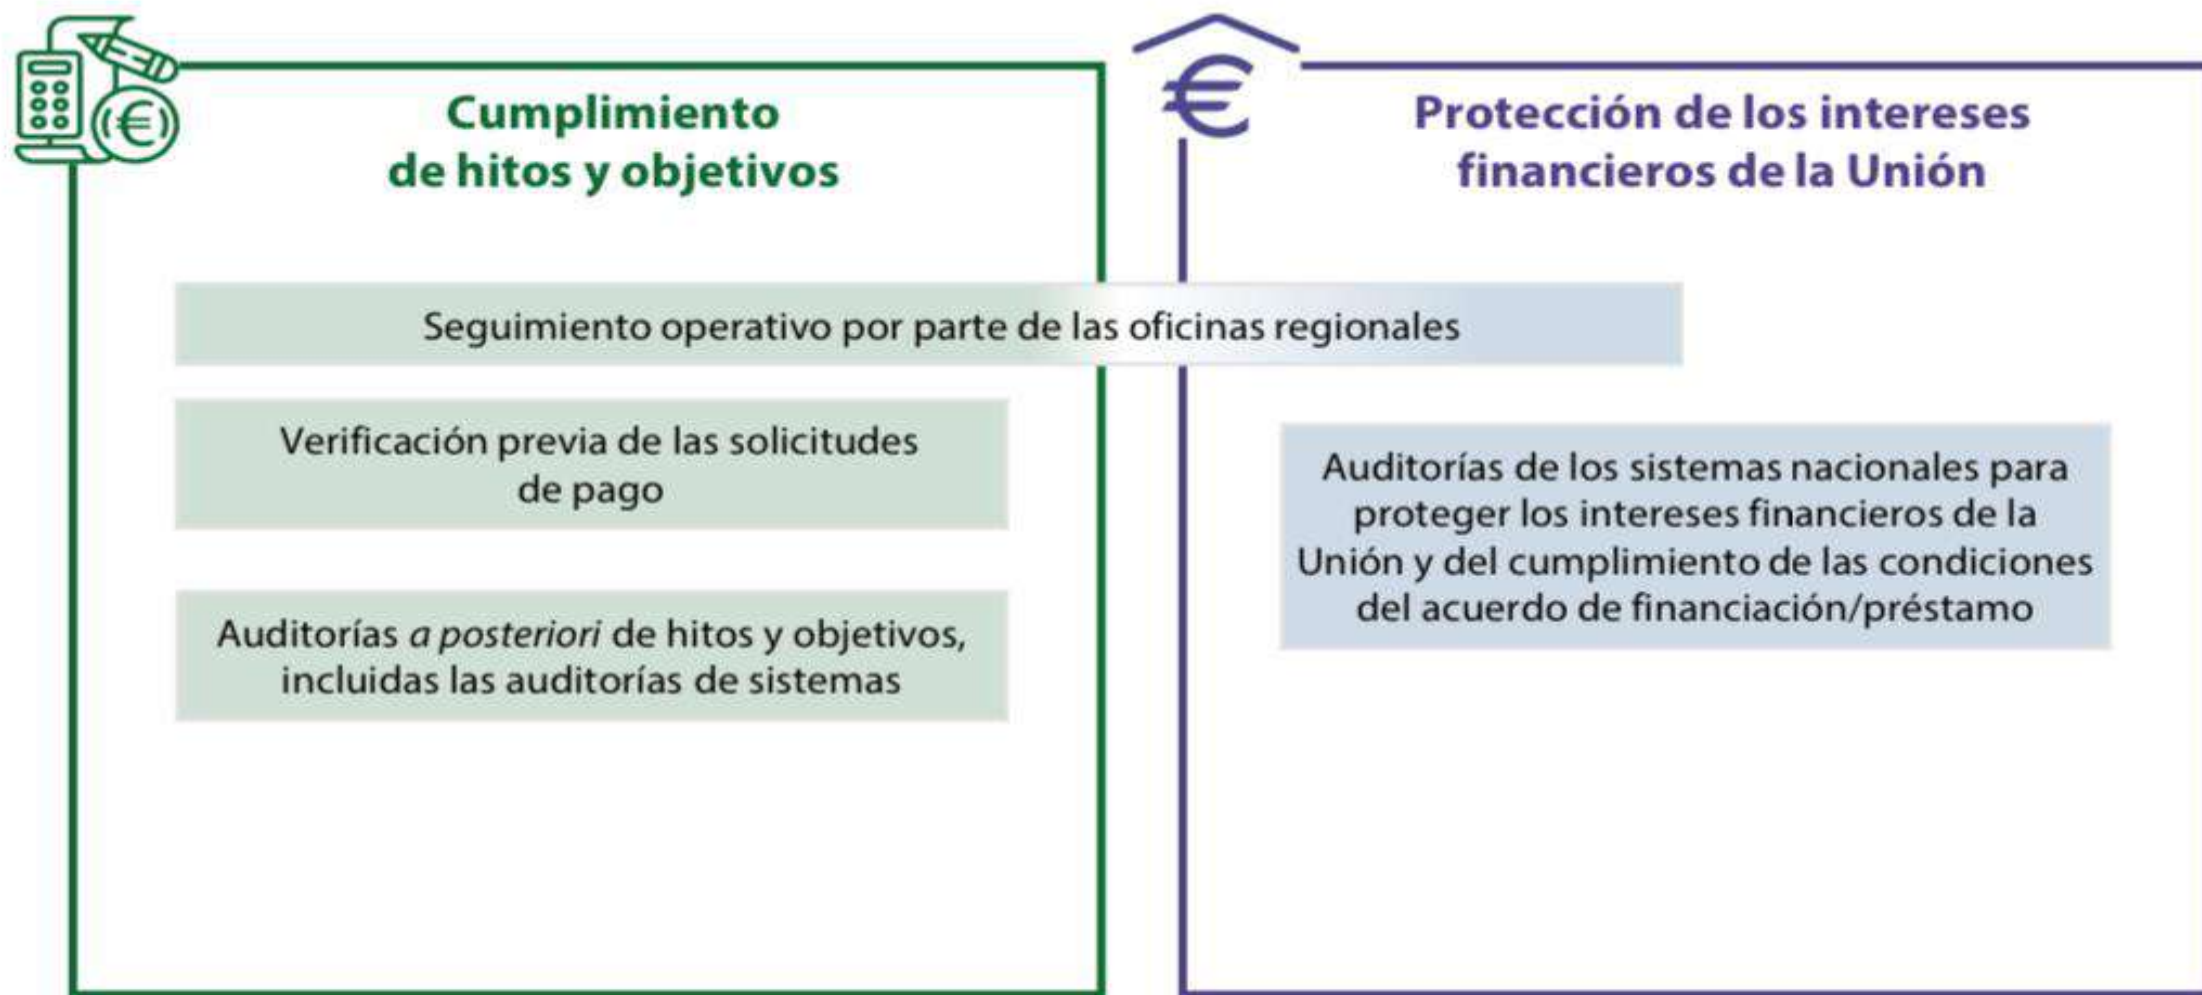 Cumplimiento
de hitos y objetivos
€
Protección de los intereses
financieros de la Unión
Seguimiento operativo por parte de las oficinas regionales
Verificación previa de las solicitudes
de pago
Auditorías a posteriori de hitos y objetivos,
incluidas las auditorías de sistemas
Auditorías de los sistemas nacionales para
proteger los intereses financieros de la
Unión y del cumplimiento de las condiciones
del acuerdo de financiación/préstamo